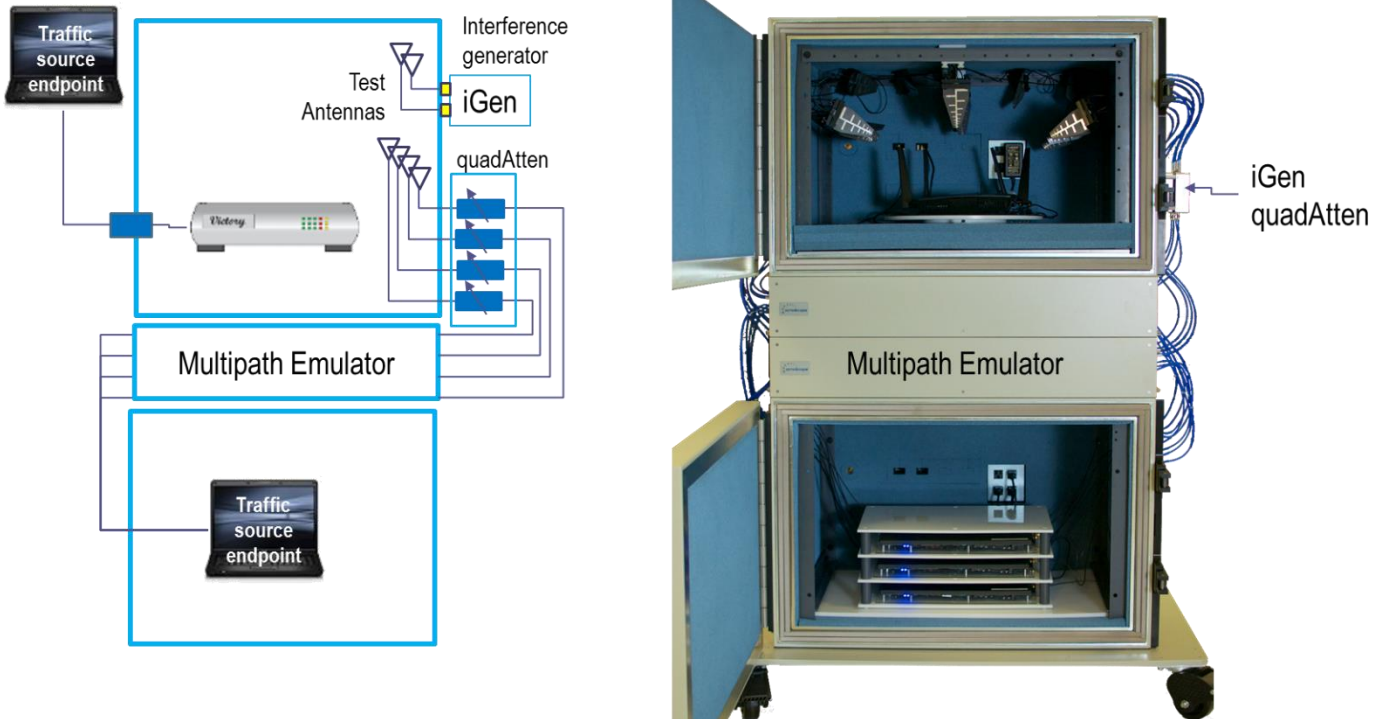 Traffic
source
endpoint
Interference
generator
Test
Antennas
iGen
quadAtten
Victory
Multipath Emulator
Traffic
source
endpoint
iGen
quadAtten
Multipath Emulator